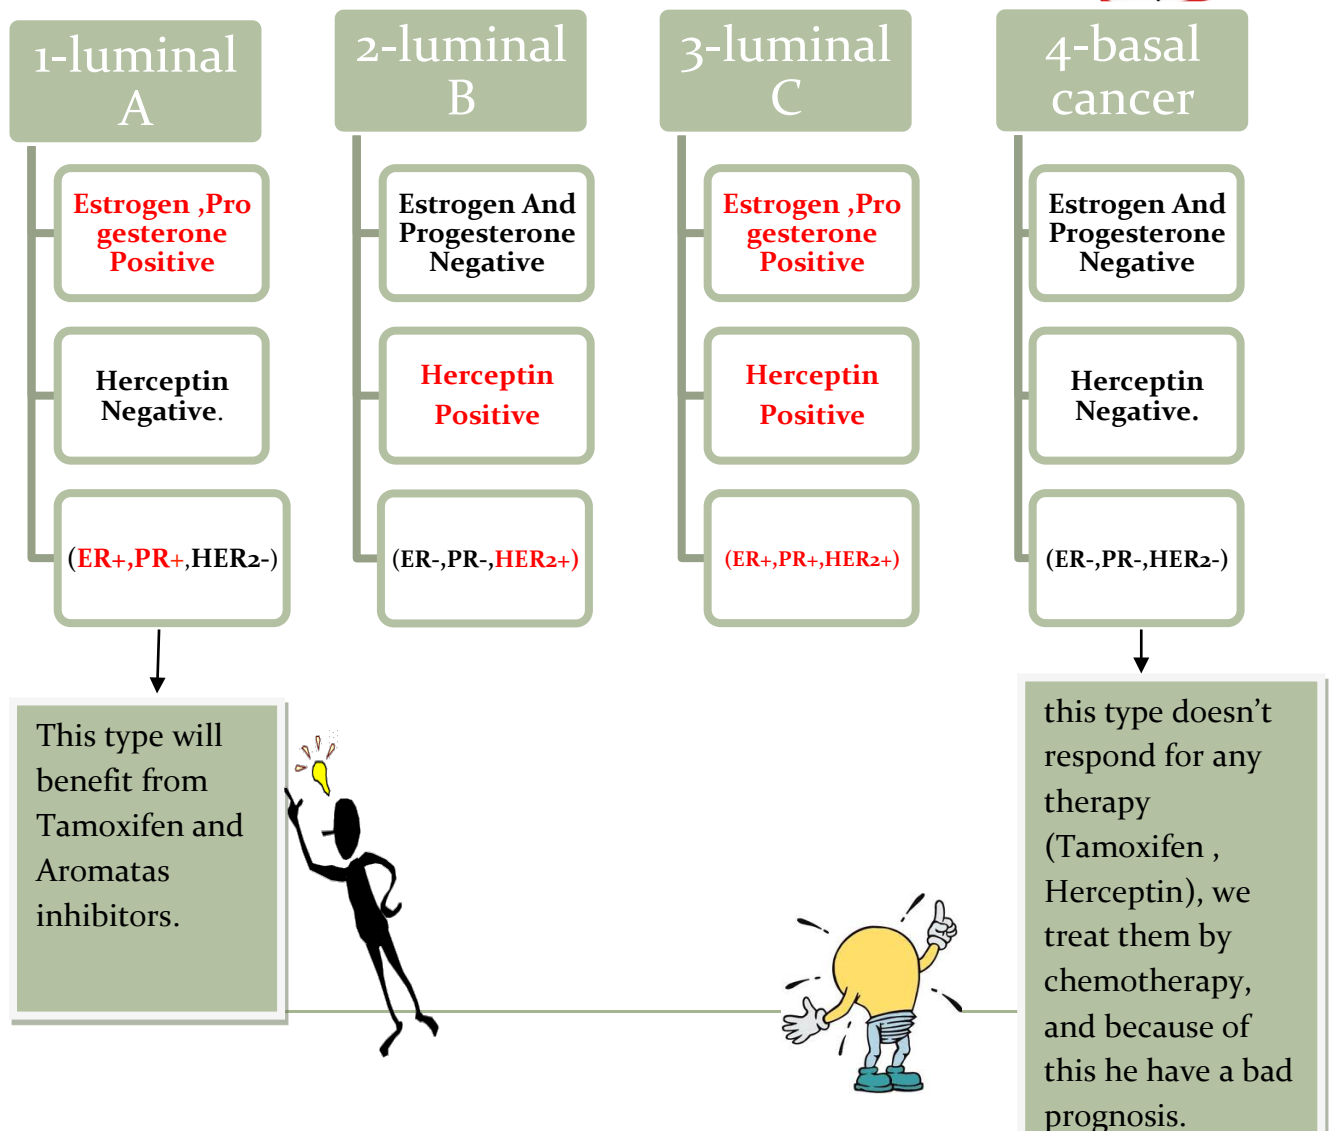 1-luminal
A
Estrogen ,Pro
gesterone
Positive
Herceptin
Negative.
(ER+,PR+,HER2-)
This type will
benefit from
Tamoxifen and
Aromatas
inhibitors.
2-luminal
B
Estrogen And
Progesterone
Negative
Herceptin
Positive
(ER-,PR-,HER2+)
3-luminal
C
Estrogen ,Pro
gesterone
Positive
Herceptin
Positive
(ER+,PR+,HER2+)
4-basal
cancer
Estrogen And
Progesterone
Negative
Herceptin
Negative.
(ER-,PR-,HER2-)
this type doesn’t
respond for any
therapy
(Tamoxifen ,
Herceptin), we
treat them by
chemotherapy,
and because of
this he have a bad
prognosis.